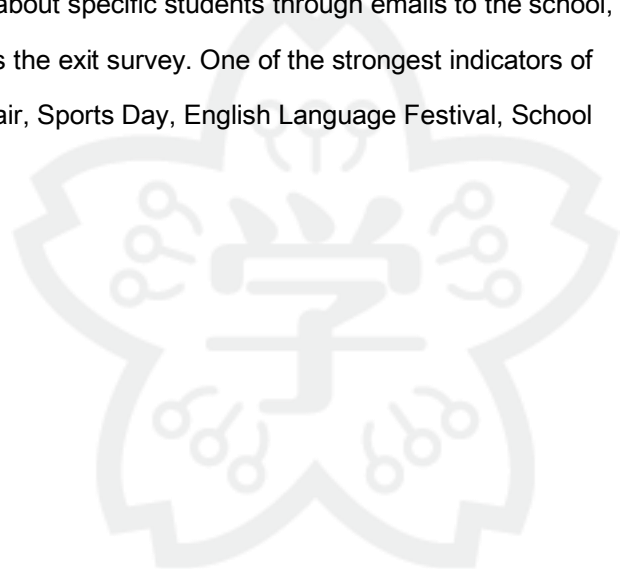 about specific students through emails to the school,
s the exit survey. One of the strongest indicators of
air, Sports Day, English Language Festival, School
学